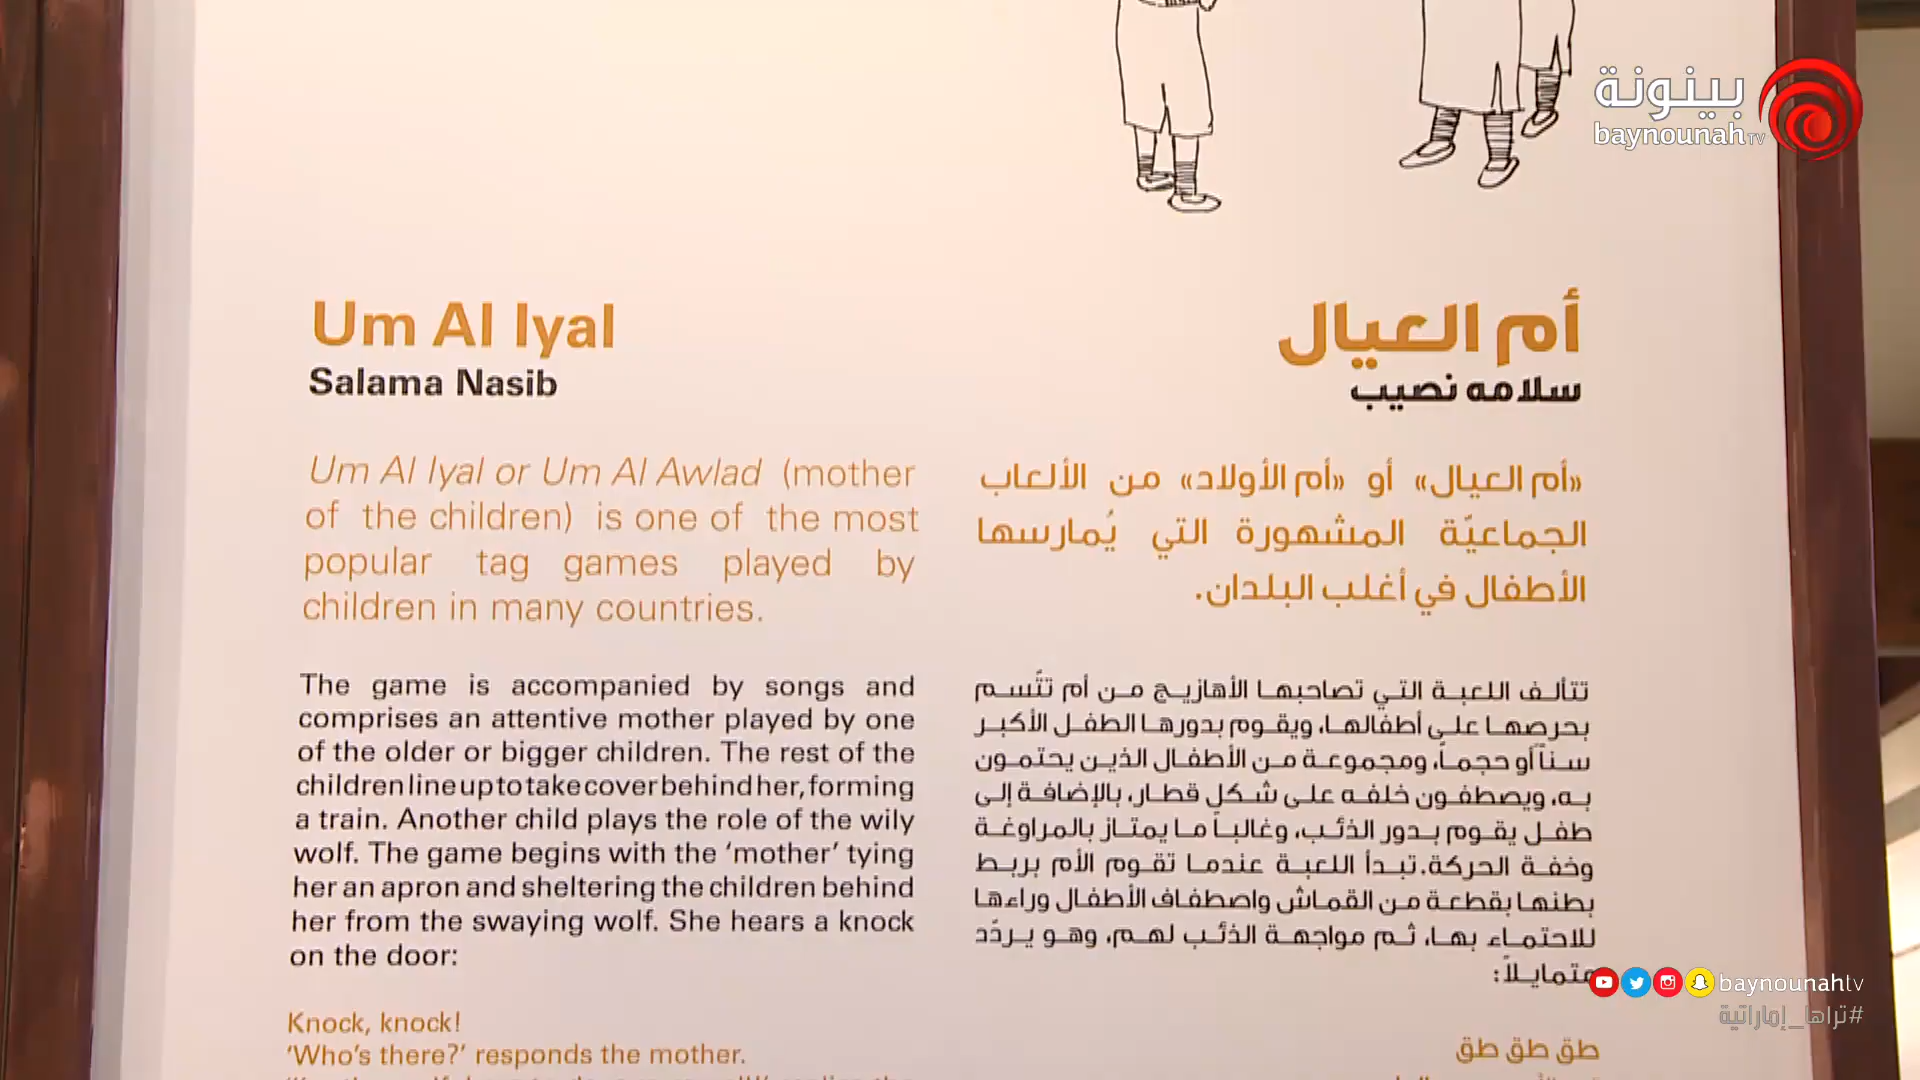 بينونة
baynounah TV
Um Al Iyal
Salama Nasib
Um Al Iyal or Um Al Awlad (mother
of the children) is one of the most
popular tag games played by
children in many countries.
The game is accompanied by songs and
comprises an attentive mother played by one
of the older or bigger children. The rest of the
children line up to take cover behind her, forming
a train. Another child plays the role of the wily
wolf. The game begins with the ‘mother’ tying
her an apron and sheltering the children behind
her from the swaying wolf. She hears a knock
on the door:
Knock, knock!
‘Who’s there?’ responds the mother.
أم العيال
سلامه نصيب
«أم العيال» أو «أم الأولاد» من الألعاب
الجماعيّة المشهورة التي يُمارسها
الأطفال في أغلب البلدان.
تتألف اللعبة التي تصاحبها الأهازيج من أم تتّسم
بحرصها على أطفالها، ويقوم بدورها الطفل الأكبر
سناً أو حجماً، ومجموعة من الأطفال الذين يحتمون
به، ويصطفون خلفه على شكل قطار، بالإضافة إلى
طفل يقوم بدور الذئب، وغالباً ما يمتاز بالمراوغة
وخفة الحركة. تبدأ اللعبة عندما تقوم الأم بربط
بطنها بقطعة من القماش واصطفاف الأطفال وراءها
للاحتماء بها، ثم مواجهة الذئب لهم، وهو يردّد
متمايلاً:
طق طق طق
baynounahtv
#تراها_إماراتية